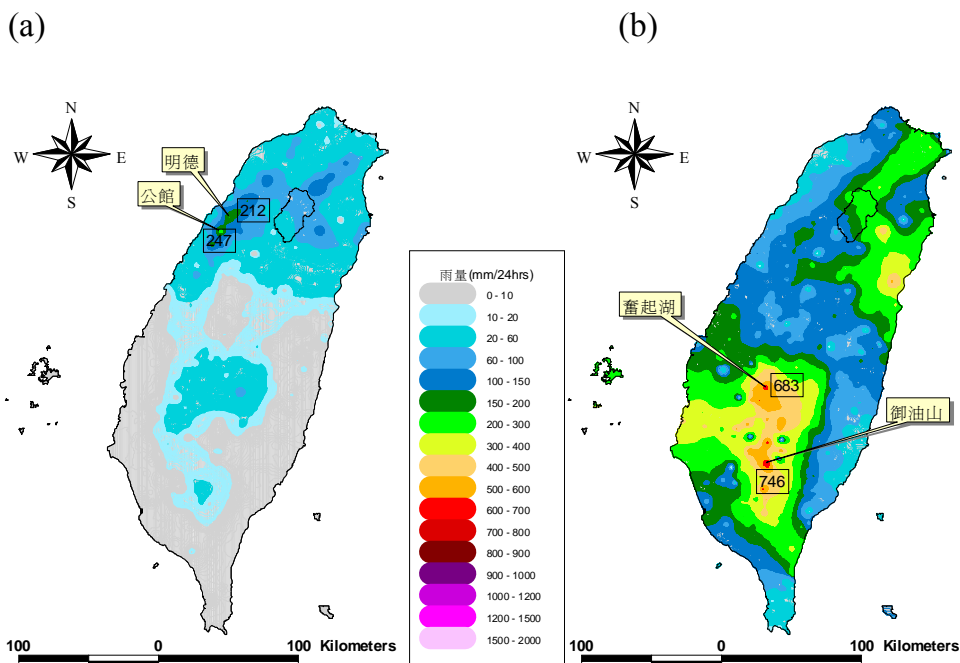 (a)
(b)
N
W
E
S
明德
公館
212
247
雨量(mm/24hrs)
0 - 10
10 - 20
20 - 60
60 - 100
100 - 150
150 - 200
200 - 300
300 - 400
400 - 500
500 - 600
600 - 700
700 - 800
800 - 900
900 - 1000
1000 - 1200
1200 - 1500
1500 - 2000
100 0 100 Kilometers
N
W
E
S
奮起湖
683
御油山
746
100 0 100 Kilometers